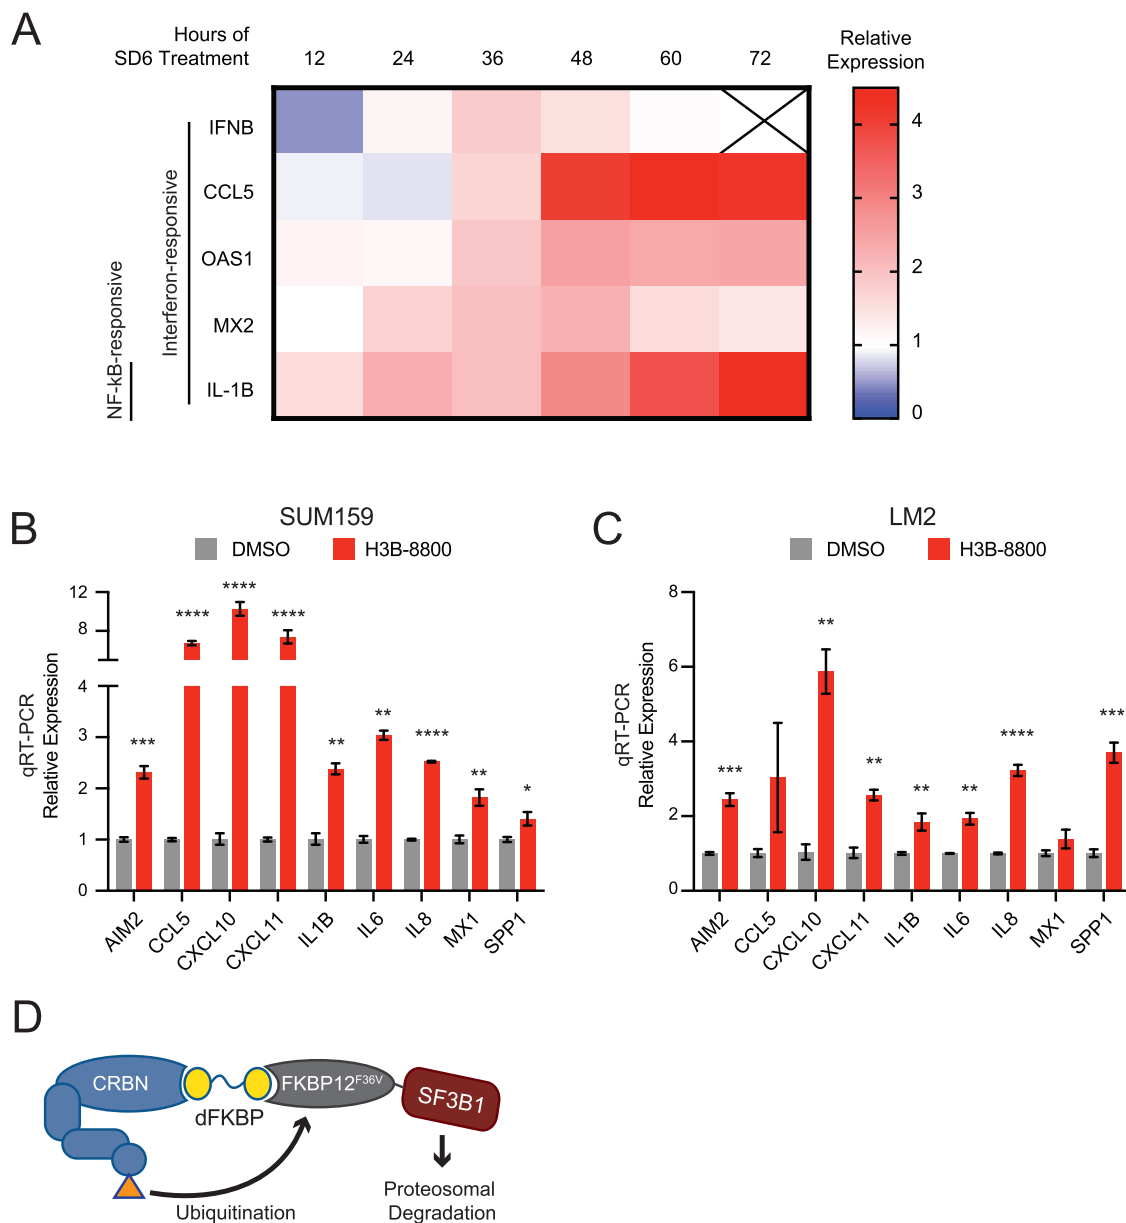 A
Hours of
SD6 Treatment
12 24 36 48 60 72
Relative
Expression
IFNB
CCL5
OAS1
MX2
IL-1B
Interferon-responsive
NF-kB-responsive
4
3
2
1
0
B
SUM159
DMSO H3B-8800
qRT-PCR
Relative Expression
12
8
4
3
2
1
0
*** **** **** **** ** ** **** ** *
AIM2 CCL5 CXCL10 CXCL11 IL1B IL6 IL8 MX1 SPP1
C
LM2
DMSO H3B-8800
qRT-PCR
Relative Expression
8
6
4
2
0
*** ** ** ** ** **** ***
AIM2 CCL5 CXCL10 CXCL11 IL1B IL6 IL8 MX1 SPP1
D
CRBN
dFKBP
FKBP12F36V
SF3B1
Ubiquitination
Proteosomal
Degradation